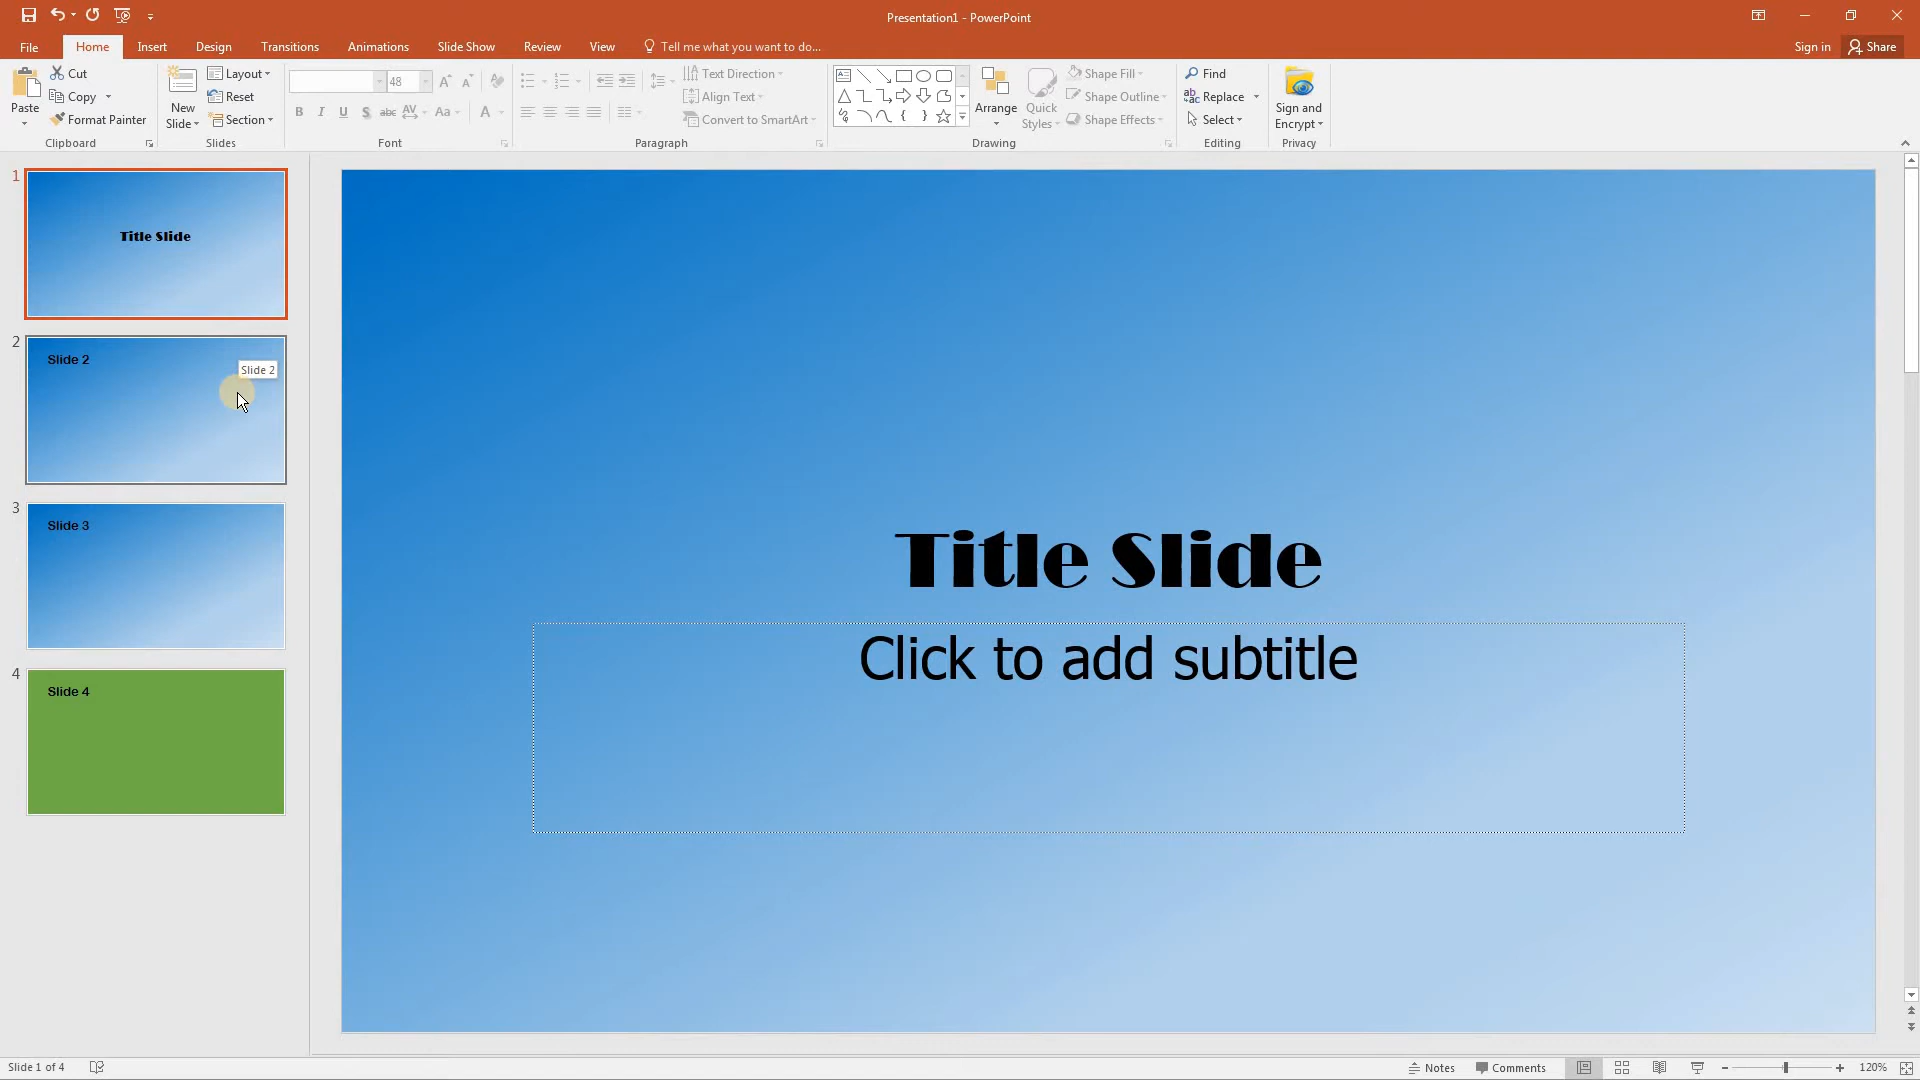 Presentation1 - PowerPoint
File Home Insert Design Transitions Animations Slide Show Review View Tell me what you want to do... Sign in Share
Paste
Cut
Copy
Format Painter
Clipboard
New
Slide
Layout
Reset
Section
Slides
48
B I U S abc AV Aa A
Font
Text Direction
Align Text
Convert to SmartArt
Paragraph
Arrange
Quick
Styles
Shape Fill
Shape Outline
Shape Effects
Drawing
Find
Replace
Select
Editing
Sign and
Encrypt
Privacy
1
Title Slide
2
Slide 2
Slide 2
3
Slide 3
4
Slide 4
Title Slide
Click to add subtitle
Slide 1 of 4
Notes Comments 120%